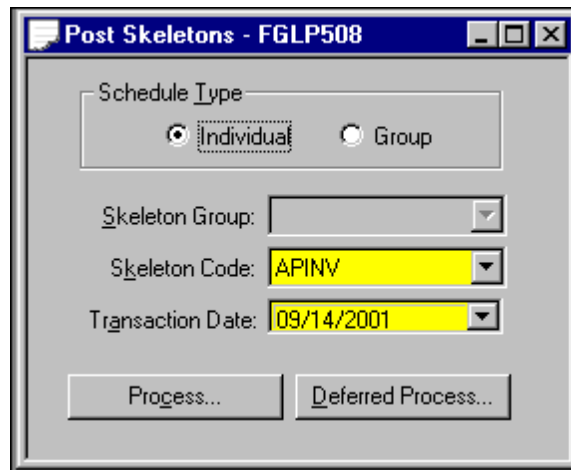 Post Skeletons - FGLP508
Schedule Type
Individual Group
Skeleton Group:
Skeleton Code: APINV
Transaction Date: 09/14/2001
Process... Deferred Process...